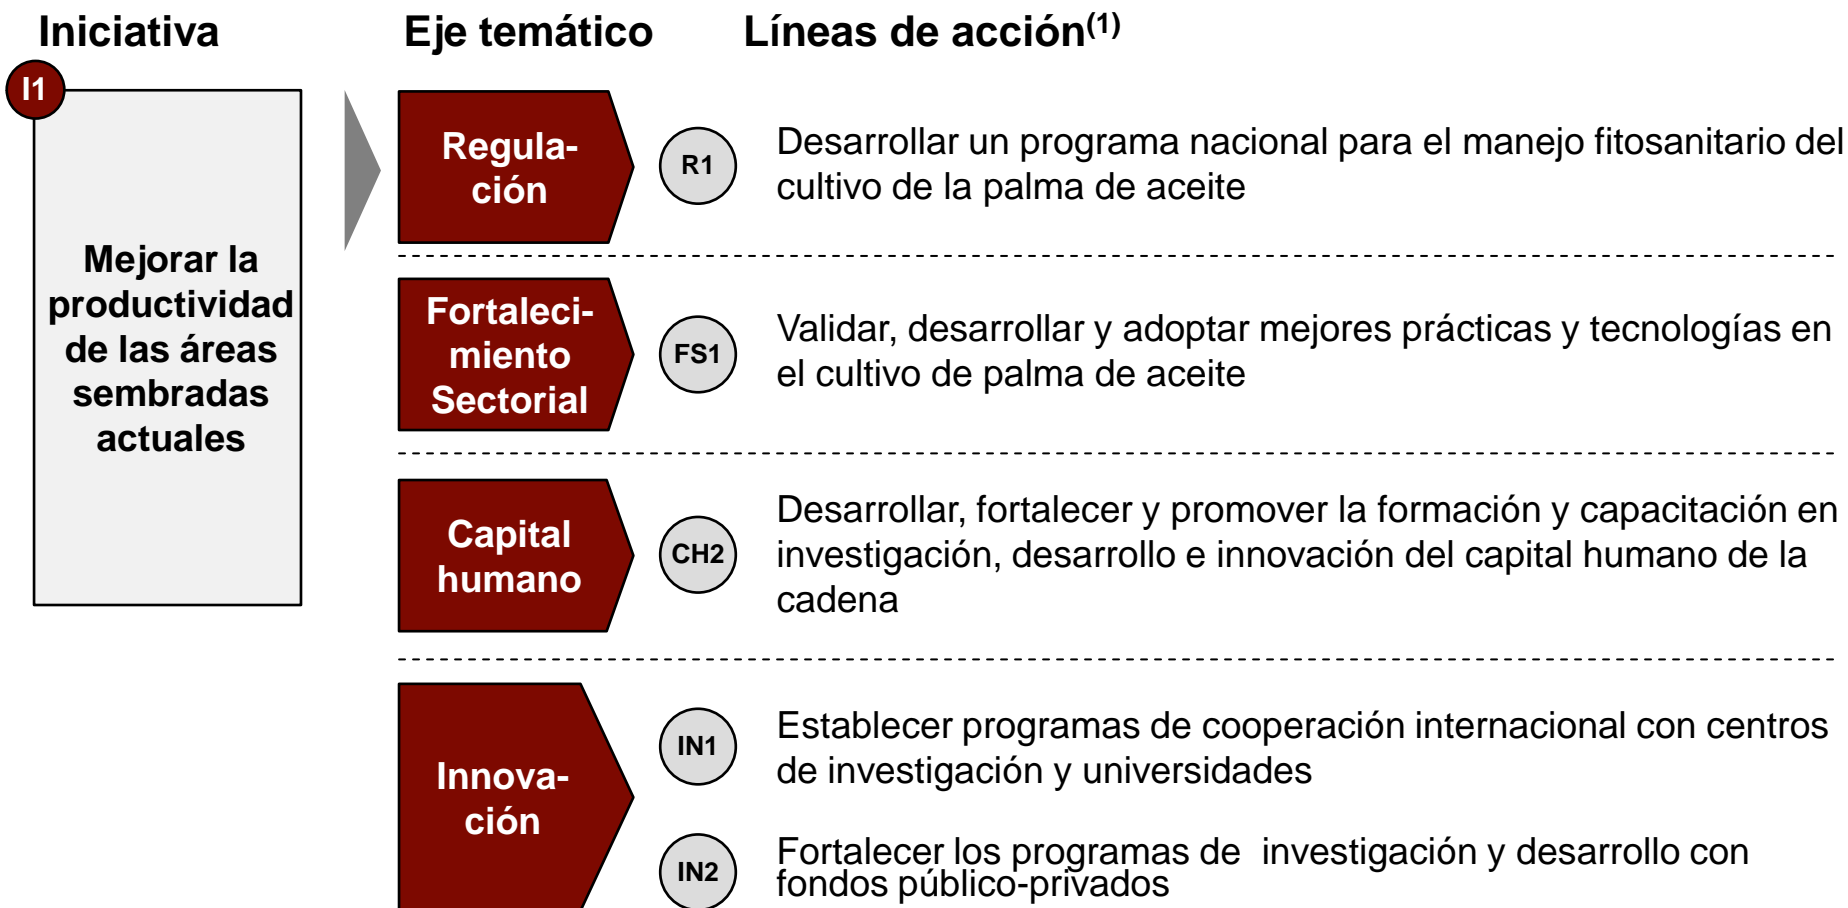 Iniciativa
Eje temático
Líneas de acción(1)
I1
Mejorar la
productividad
de las áreas
sembradas
actuales
Regula-
ción
R1
Desarrollar un programa nacional para el manejo fitosanitario del
cultivo de la palma de aceite
Fortaleci-
miento
Sectorial
FS1
Validar, desarrollar y adoptar mejores prácticas y tecnologías en
el cultivo de palma de aceite
Capital
humano
CH2
Desarrollar, fortalecer y promover la formación y capacitación en
investigación, desarrollo e innovación del capital humano de la
cadena
Innova-
ción
IN1
Establecer programas de cooperación internacional con centros
de investigación y universidades
IN2
Fortalecer los programas de investigación y desarrollo con
fondos público-privados